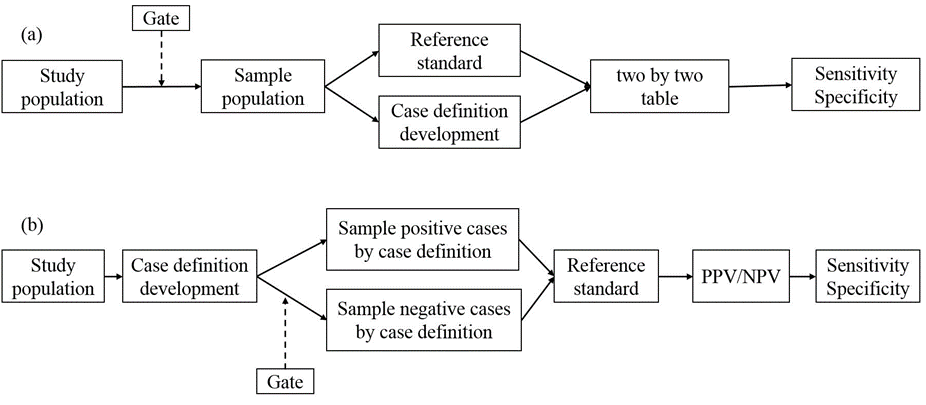 (a)
Gate
Study
population
Sample
population
Reference
standard
Case definition
development
two by two
table
Sensitivity
Specificity
(b)
Study
population
Case definition
development
Sample positive cases
by case definition
Sample negative cases
by case definition
Gate
Reference
standard
PPV/NPV
Sensitivity
Specificity